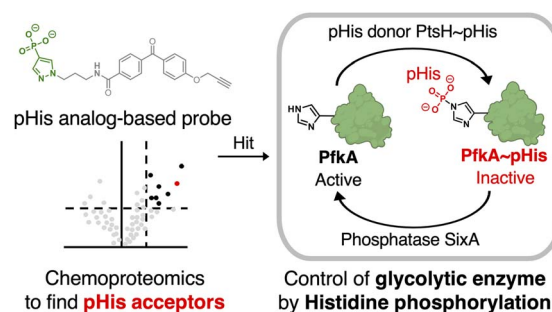 pHis donor PtsH~pHis
pHis
O⊖
⊖O
P
O
N
N
N
H
O
O
O
pHis analog-based probe
Hit
HN
N
PfkA
Active
O⊖
O
P
O⊖
N
N
PfkA~pHis
Inactive
Phosphatase SixA
Chemoproteomics
to find pHis acceptors
Control of glycolytic enzyme
by Histidine phosphorylation